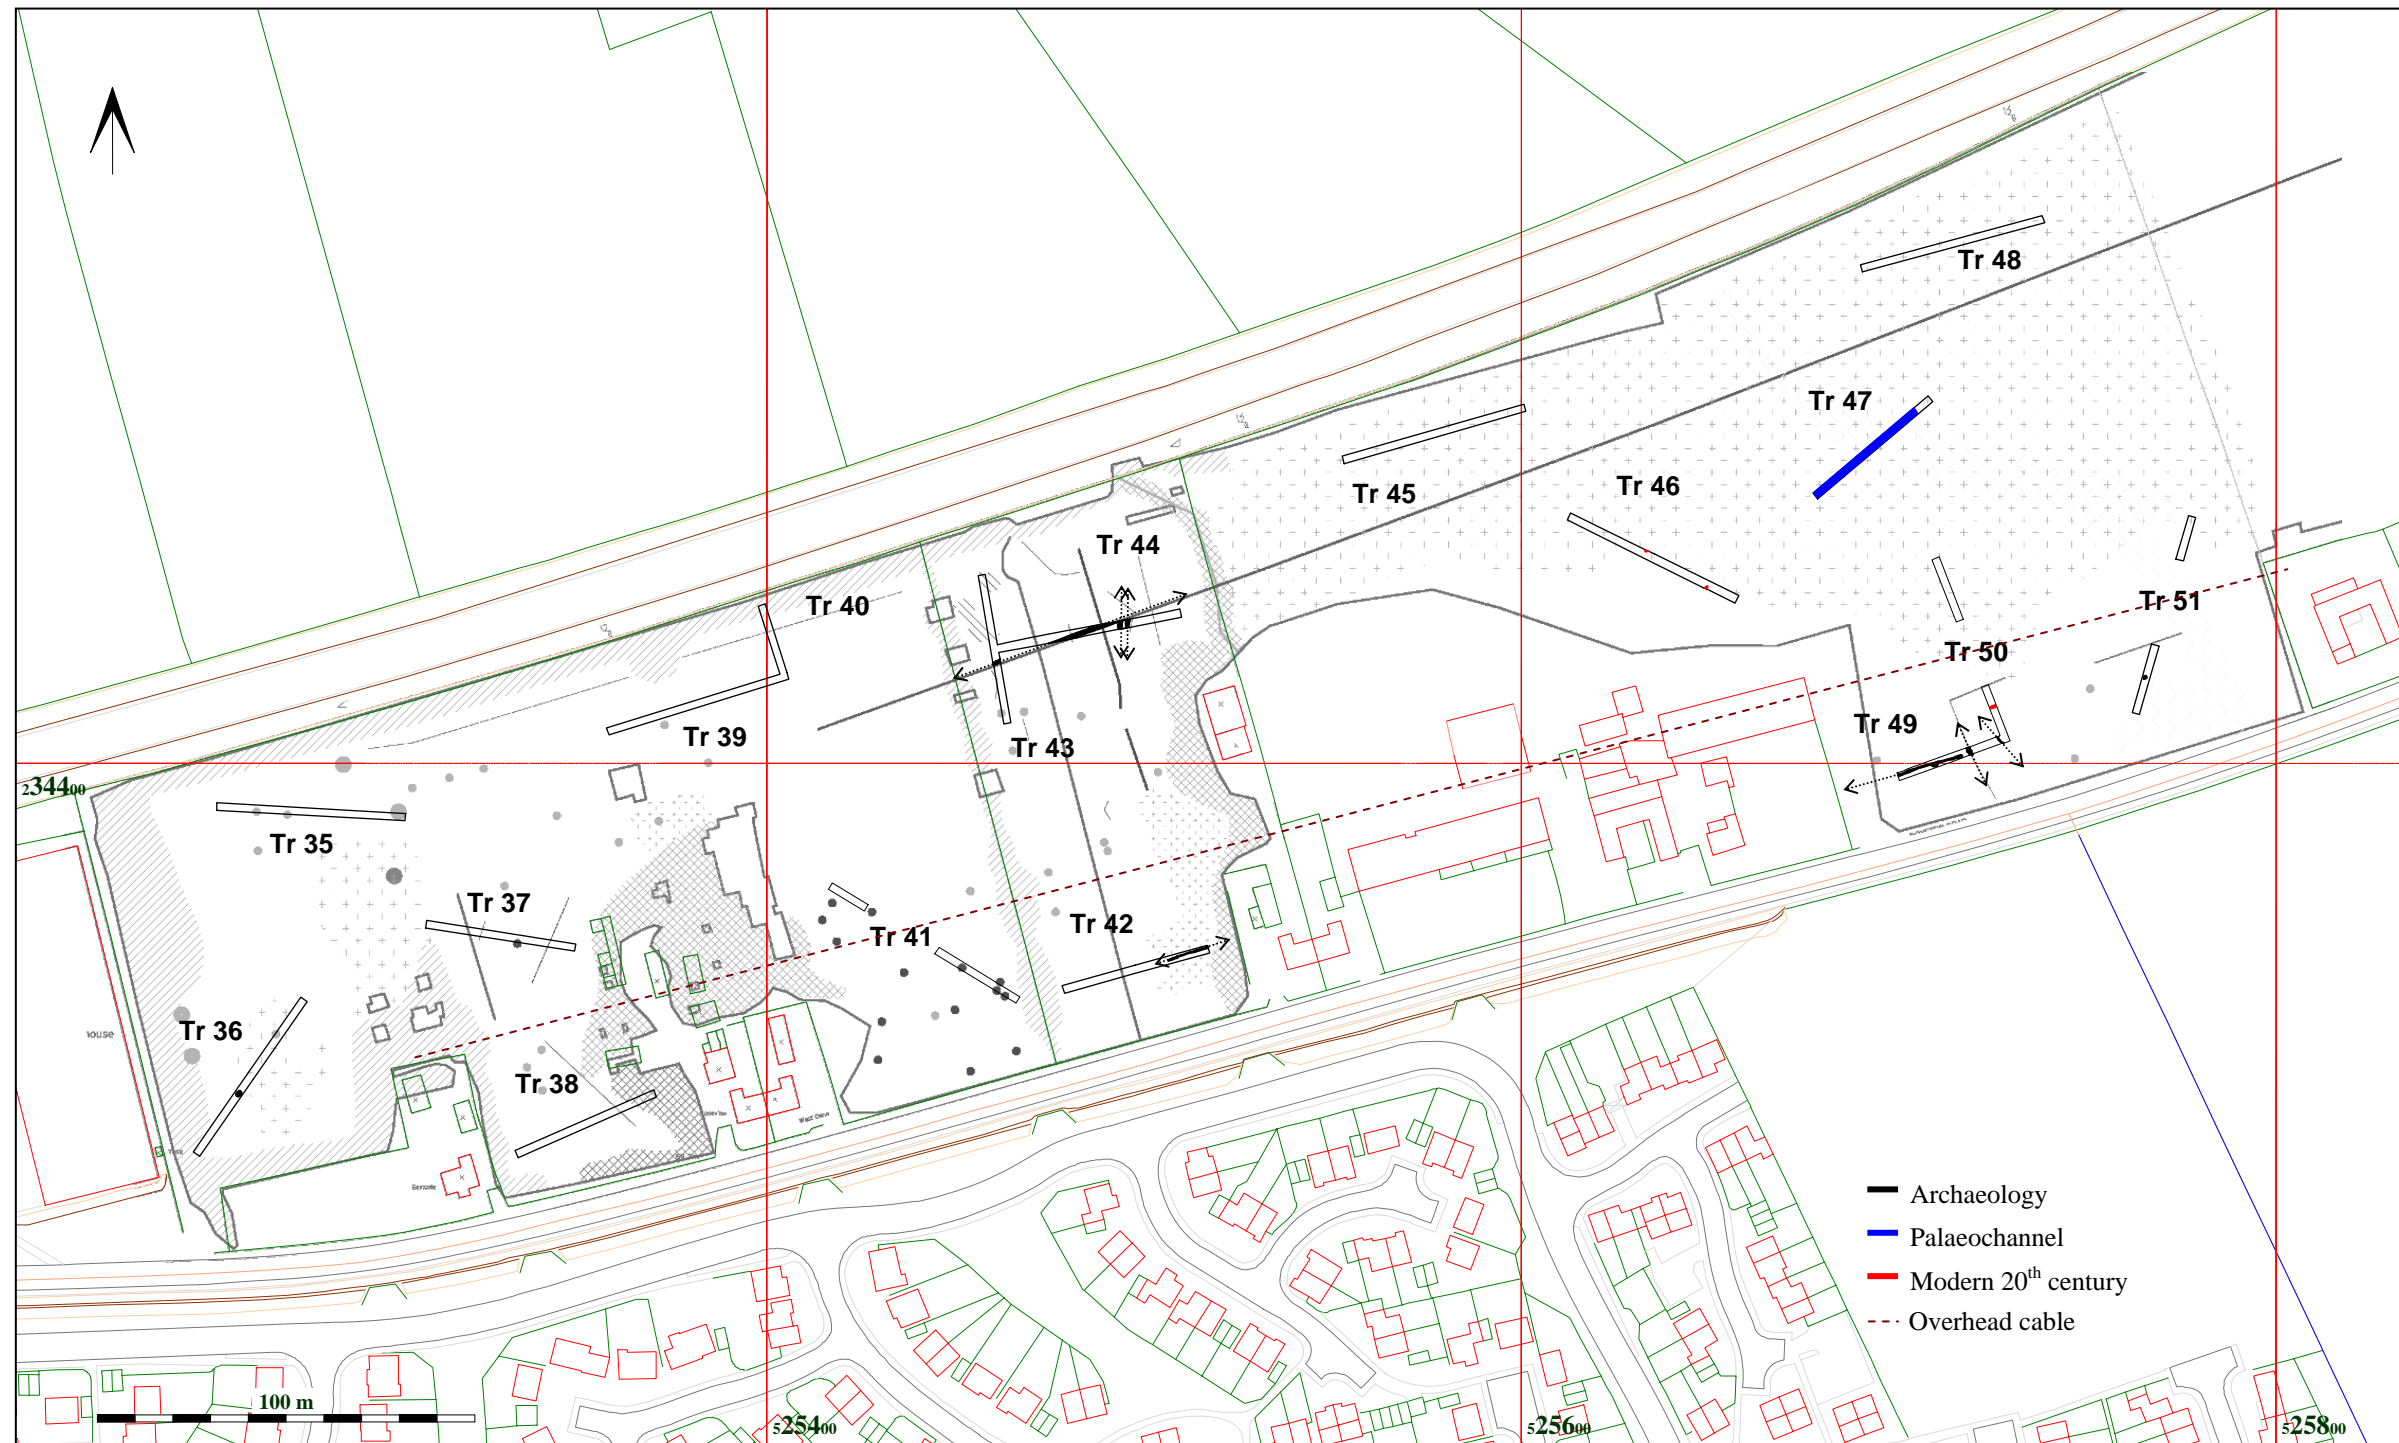 Tr 48
Tr 47
Tr 46
Tr 45
Tr 44
Tr 40
Tr 51
Tr 50
Tr 49
Tr 43
Tr 39
234400
Tr 35
Tr 37
Tr 41
Tr 42
Tr 36
house
Tr 38
Archaeology
Palaeochannel
Modern 20th century
Overhead cable
100 m
525400
525600
525800